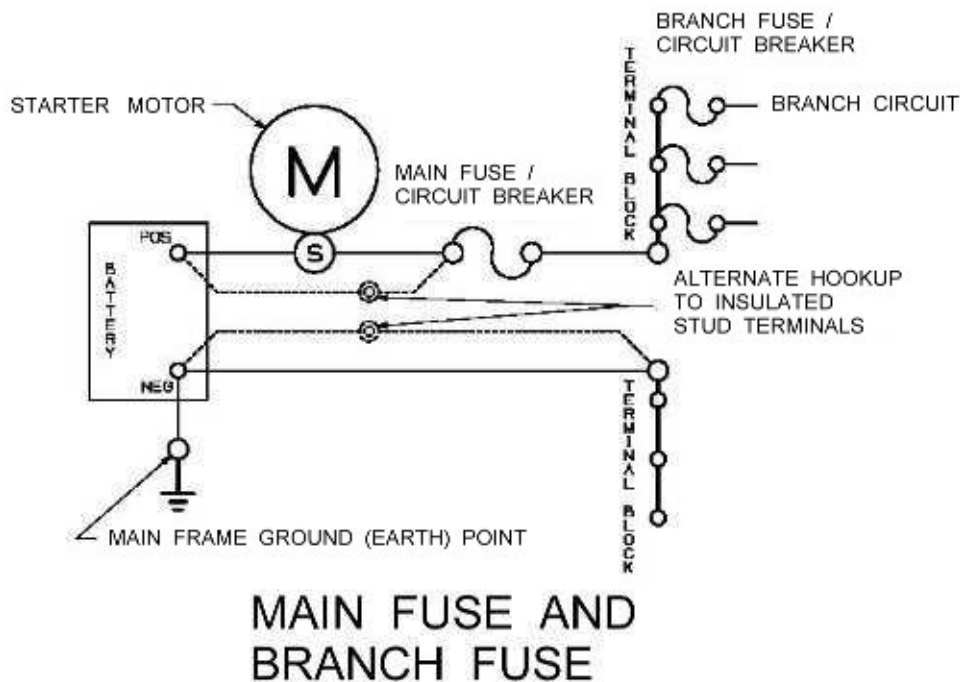 BRANCH FUSE /
CIRCUIT BREAKER
STARTER MOTOR
TERMINAL BLOCK
BRANCH CIRCUIT
M
MAIN FUSE /
CIRCUIT BREAKER
POS
S
BATTERY
ALTERNATE HOOKUP
TO INSULATED
STUD TERMINALS
NEG
TERMINAL BLOCK
MAIN FRAME GROUND (EARTH) POINT
MAIN FUSE AND
BRANCH FUSE